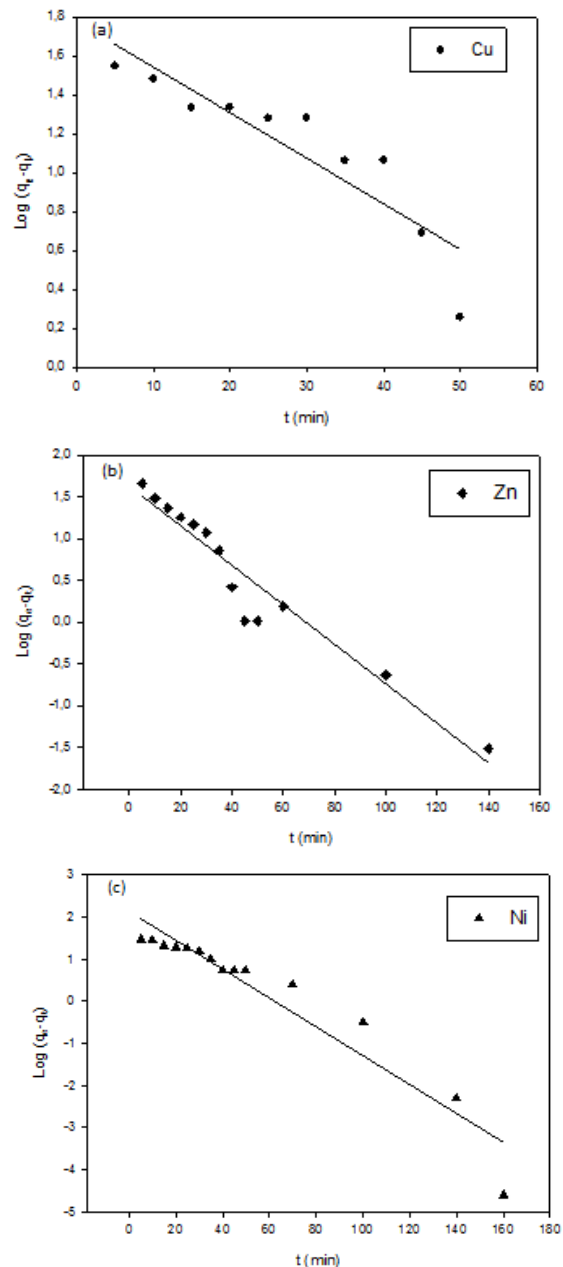 (a)
Cu
1,8
1,6
1,4
1,2
1,0
0,8
0,6
0,4
0,2
0,0
Log (qe-qt)
0 10 20 30 40 50 60
t (min)
(b)
Zn
2,0
1,5
1,0
0,5
0,0
-0,5
-1,0
-1,5
-2,0
Log (qe-qt)
0 20 40 60 80 100 120 140 160
t (min)
(c)
Ni
3
2
1
0
-1
-2
-3
-4
-5
Log (qe-qt)
0 20 40 60 80 100 120 140 160 180
t (min)